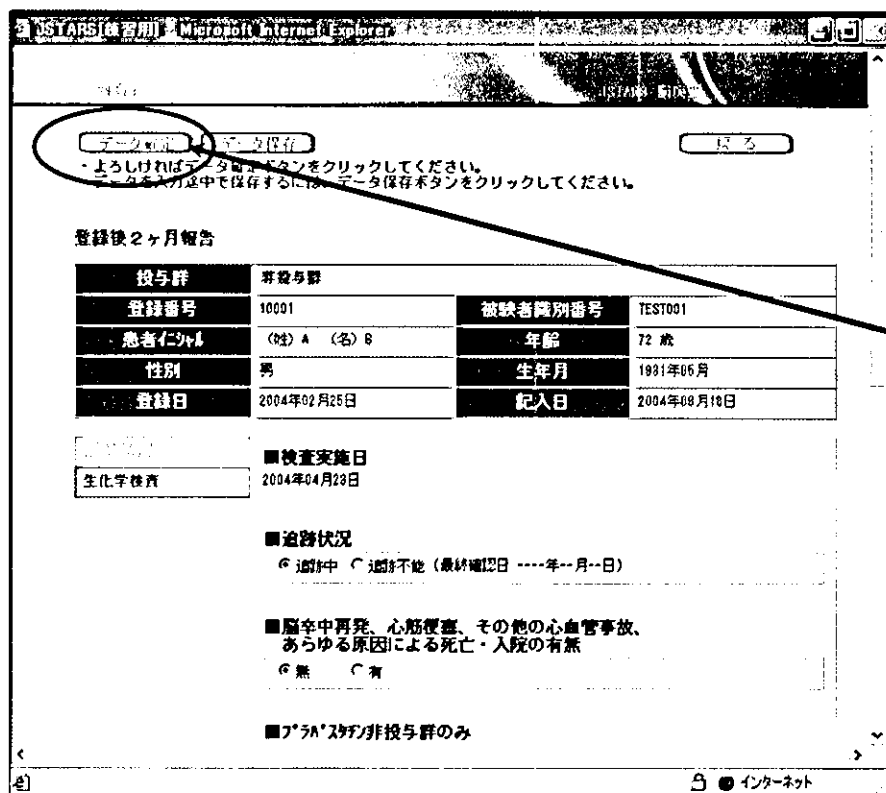 JSTARS[練習用] - Microsoft Internet Explorer
データ確定 データ保存 戻る
・よろしければデータ確定ボタンをクリックしてください。
・データを入力途中で保存するには、データ保存ボタンをクリックしてください。
登録後2ヶ月報告
投与群 非投与群
登録番号 10001 被験者識別番号 TEST001
患者イニシャル (姓) A (名) B 年齢 72 歳
性別 男 生年月 1931年05月
登録日 2004年02月25日 記入日 2004年08月18日
■検査実施日
生化学検査 2004年04月23日
■追跡状況
追跡中 追跡不能 (最終確認日 ----年--月--日)
■脳卒中再発、心筋梗塞、その他の心血管事故、
あらゆる原因による死亡・入院の有無
無 有
■プラバスタチン非投与群のみ
インターネット